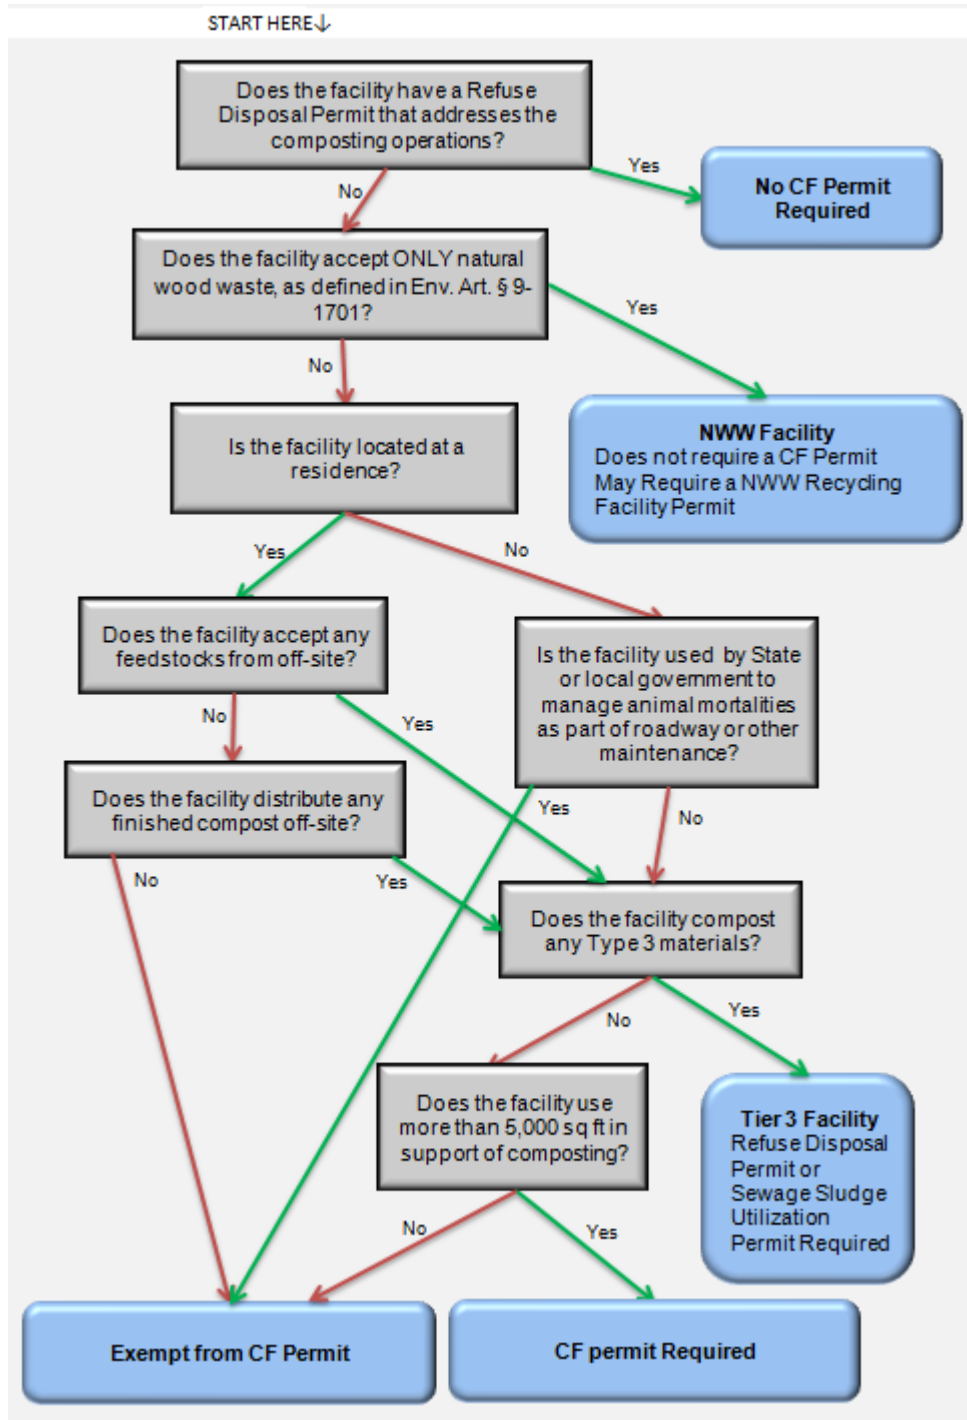 START HERE↓
Does the facility have a Refuse
Disposal Permit that addresses the
composting operations?
Yes
No
No CF Permit
Required
Does the facility accept ONLY natural
wood waste, as defined in Env. Art. § 9-
1701?
Yes
No
NWW Facility
Does not require a CF Permit
May Require a NWW Recycling
Facility Permit
Is the facility located at a
residence?
Yes
No
Does the facility accept any
feedstocks from off-site?
Is the facility used by State
or local government to
manage animal mortalities
as part of roadway or other
maintenance?
No
Yes
Does the facility distribute any
finished compost off-site?
Yes
No
No
Yes
Does the facility compost
any Type 3 materials?
No
Yes
Does the facility use
more than 5,000 sq ft in
support of composting?
Tier 3 Facility
Refuse Disposal
Permit or
Sewage Sludge
Utilization
Permit Required
No
Yes
Exempt from CF Permit
CF permit Required